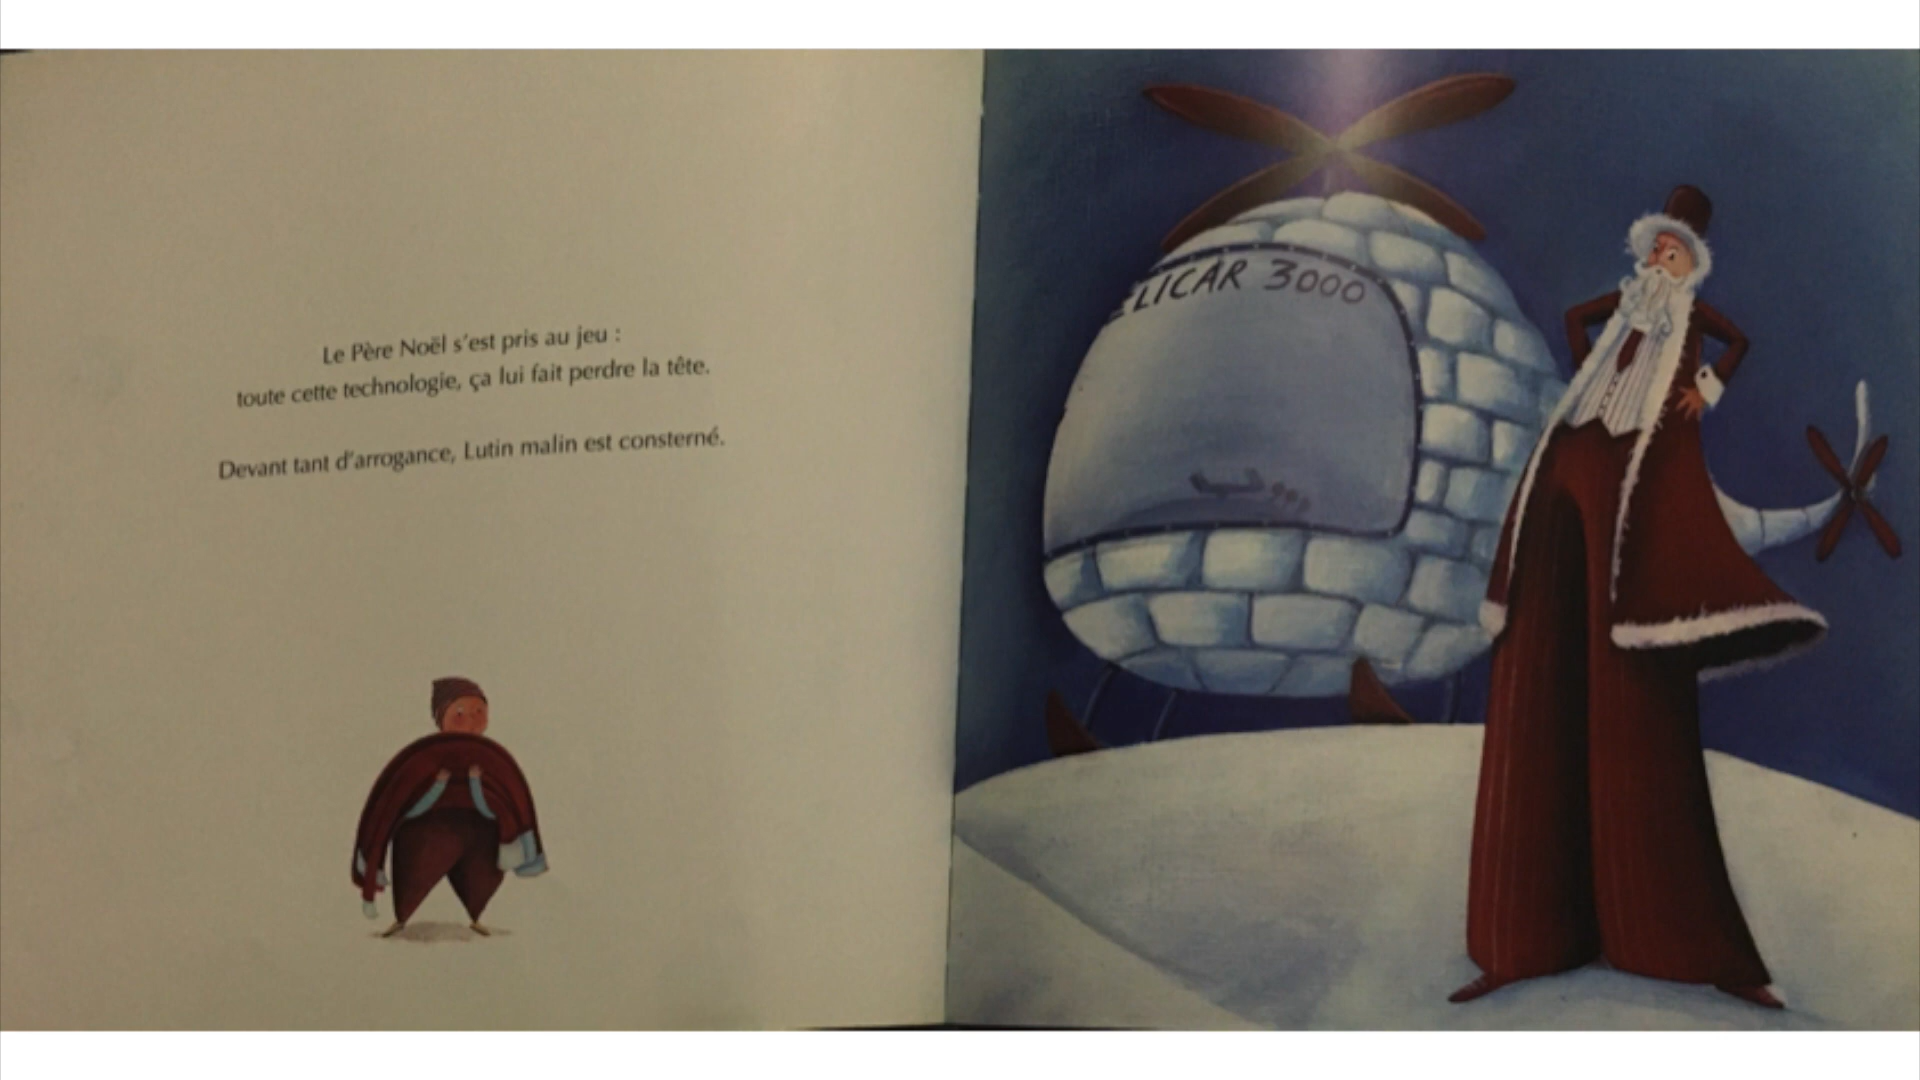 Le Père Noël s'est pris au jeu :
toute cette technologie, ça lui fait perdre la tête.
Devant tant d'arrogance, Lutin malin est consterné.
LICAR 3000